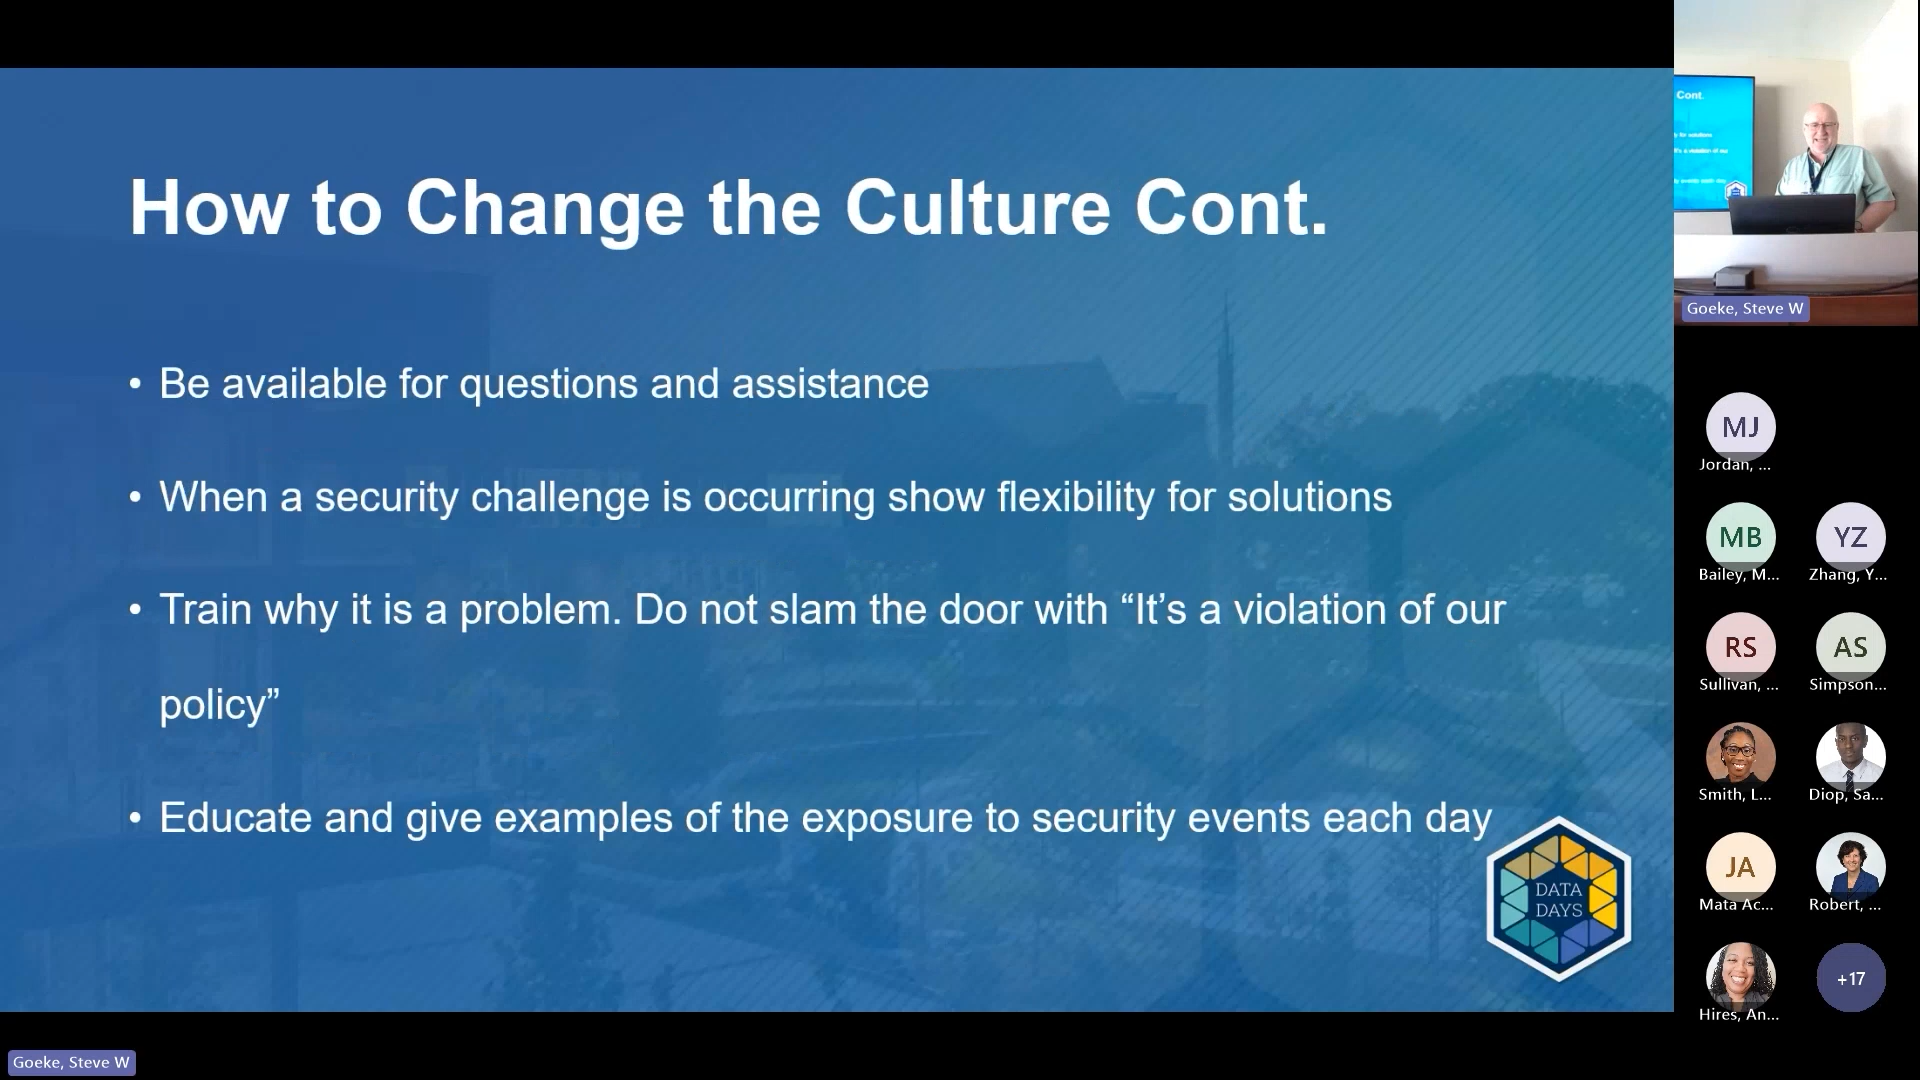 How to Change the Culture Cont.
• Be available for questions and assistance
• When a security challenge is occurring show flexibility for solutions
• Train why it is a problem. Do not slam the door with “It’s a violation of our
policy”
• Educate and give examples of the exposure to security events each day
DATA
DAYS
Goeke, Steve W
Cont.
Goeke, Steve W
MJ
Jordan, ...
MB
Bailey, M...
YZ
Zhang, Y...
RS
Sullivan, ...
AS
Simpson...
Smith, L...
Diop, Sa...
JA
Mata Ac...
Robert, ...
Hires, An...
+17